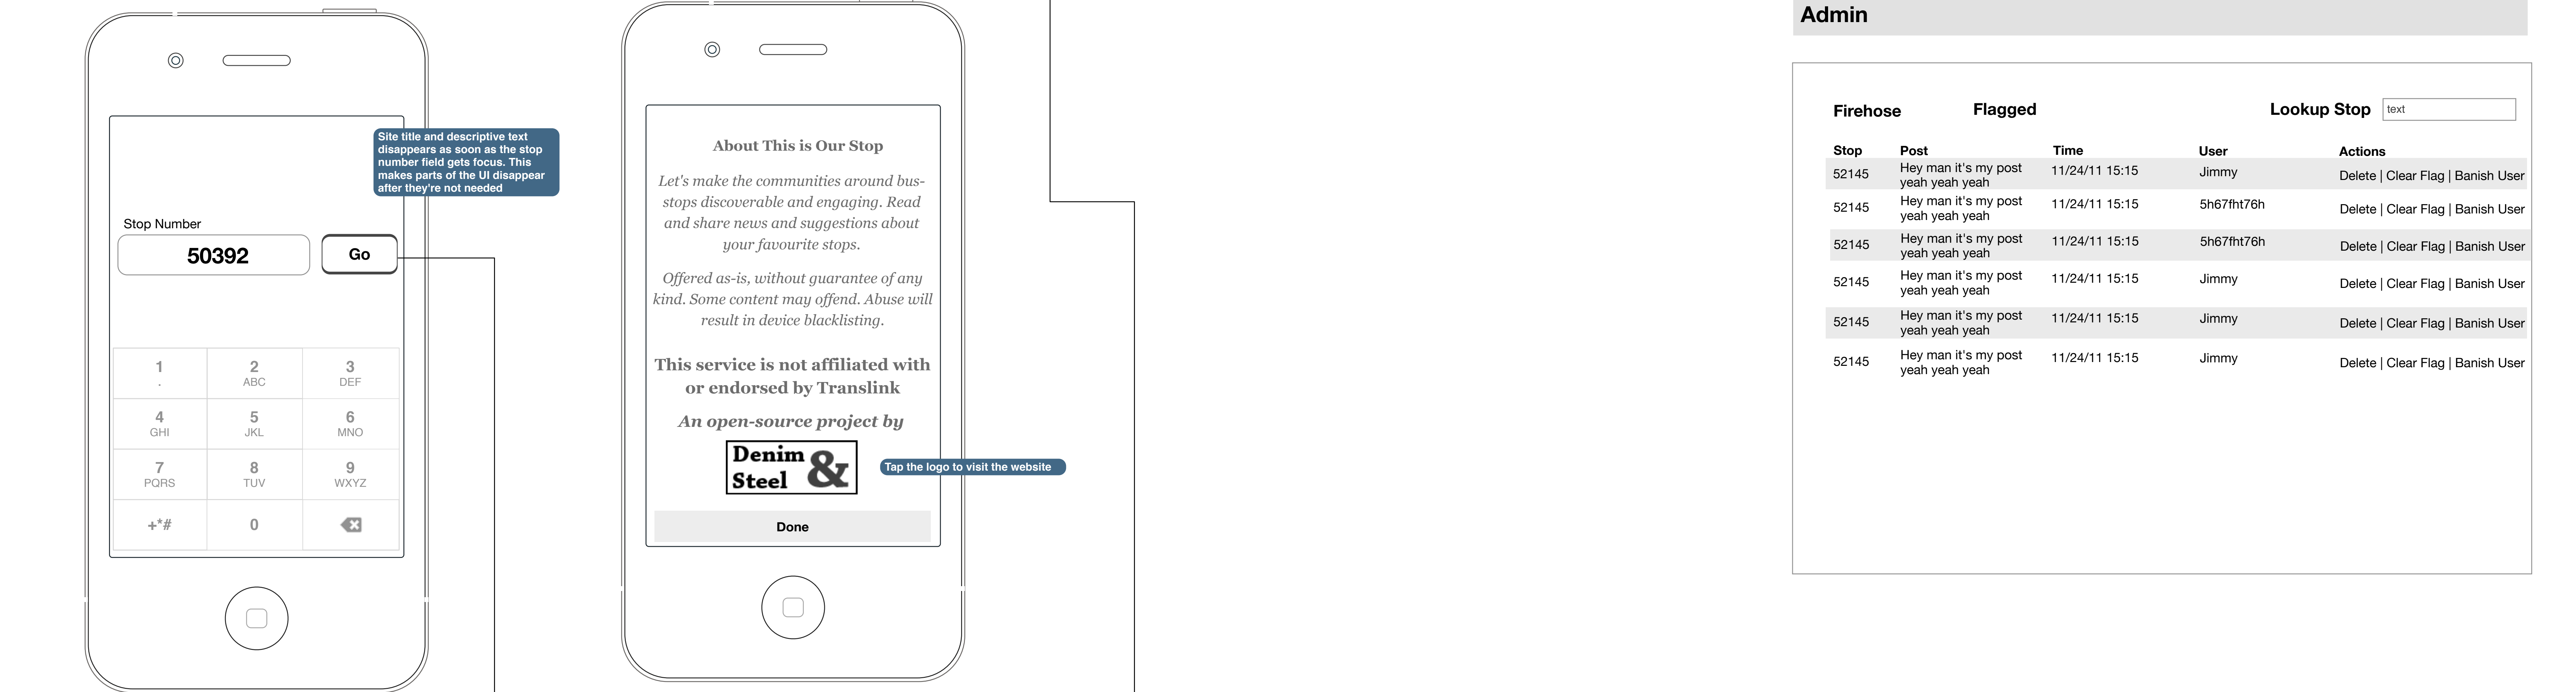 Site title and descriptive text
disappears as soon as the stop
number field gets focus. This
makes parts of the UI disappear
after they're not needed
Stop Number
50392
Go
1
.
2
ABC
3
DEF
4
GHI
5
JKL
6
MNO
7
PQRS
8
TUV
9
WXYZ
+*#
0
About This is Our Stop
Let's make the communities around bus-
stops discoverable and engaging. Read
and share news and suggestions about
your favourite stops.
Offered as-is, without guarantee of any
kind. Some content may offend. Abuse will
result in device blacklisting.
This service is not affiliated with
or endorsed by Translink
An open-source project by
Denim
Steel
&
Tap the logo to visit the website
Done
Admin
Firehose
Flagged
Lookup Stop
text
Stop Post Time User Actions
52145 Hey man it's my post 11/24/11 15:15 Jimmy Delete | Clear Flag | Banish User
yeah yeah yeah
52145 Hey man it's my post 11/24/11 15:15 5h67fht76h Delete | Clear Flag | Banish User
yeah yeah yeah
52145 Hey man it's my post 11/24/11 15:15 5h67fht76h Delete | Clear Flag | Banish User
yeah yeah yeah
52145 Hey man it's my post 11/24/11 15:15 Jimmy Delete | Clear Flag | Banish User
yeah yeah yeah
52145 Hey man it's my post 11/24/11 15:15 Jimmy Delete | Clear Flag | Banish User
yeah yeah yeah
52145 Hey man it's my post 11/24/11 15:15 Jimmy Delete | Clear Flag | Banish User
yeah yeah yeah